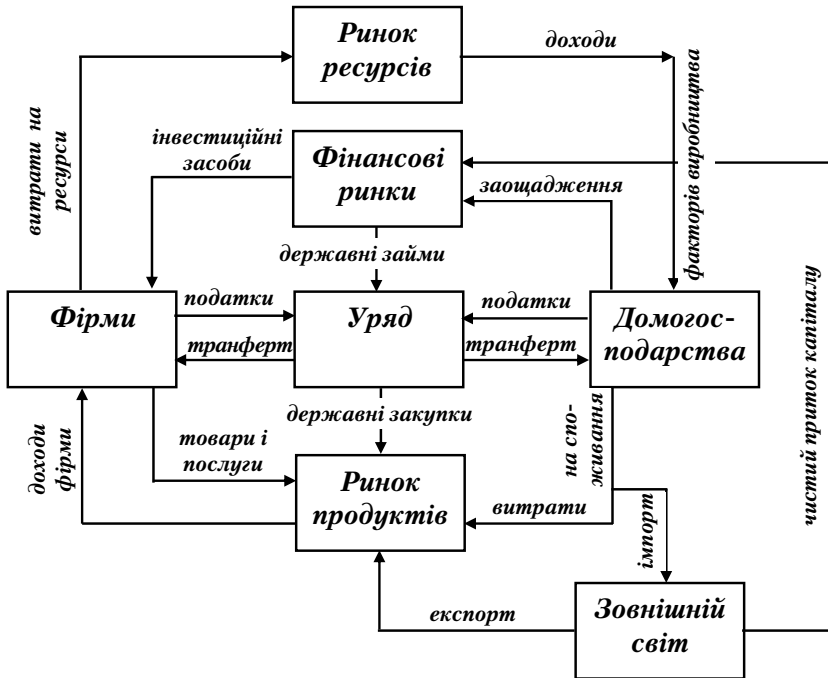 Ринок
ресурсів
доходи
витрати на
ресурси
факторів виробництва
інвестиційні
засоби
Фінансові
ринки
заощадження
державні займи
чистий приток капіталу
Фірми
податки
транферт
Уряд
податки
транферт
Домогос-
подарства
державні закупки
доходи
фірми
товари і
послуги
Ринок
продуктів
на спо-
живання
витрати
імпорт
експорт
Зовнішній
світ